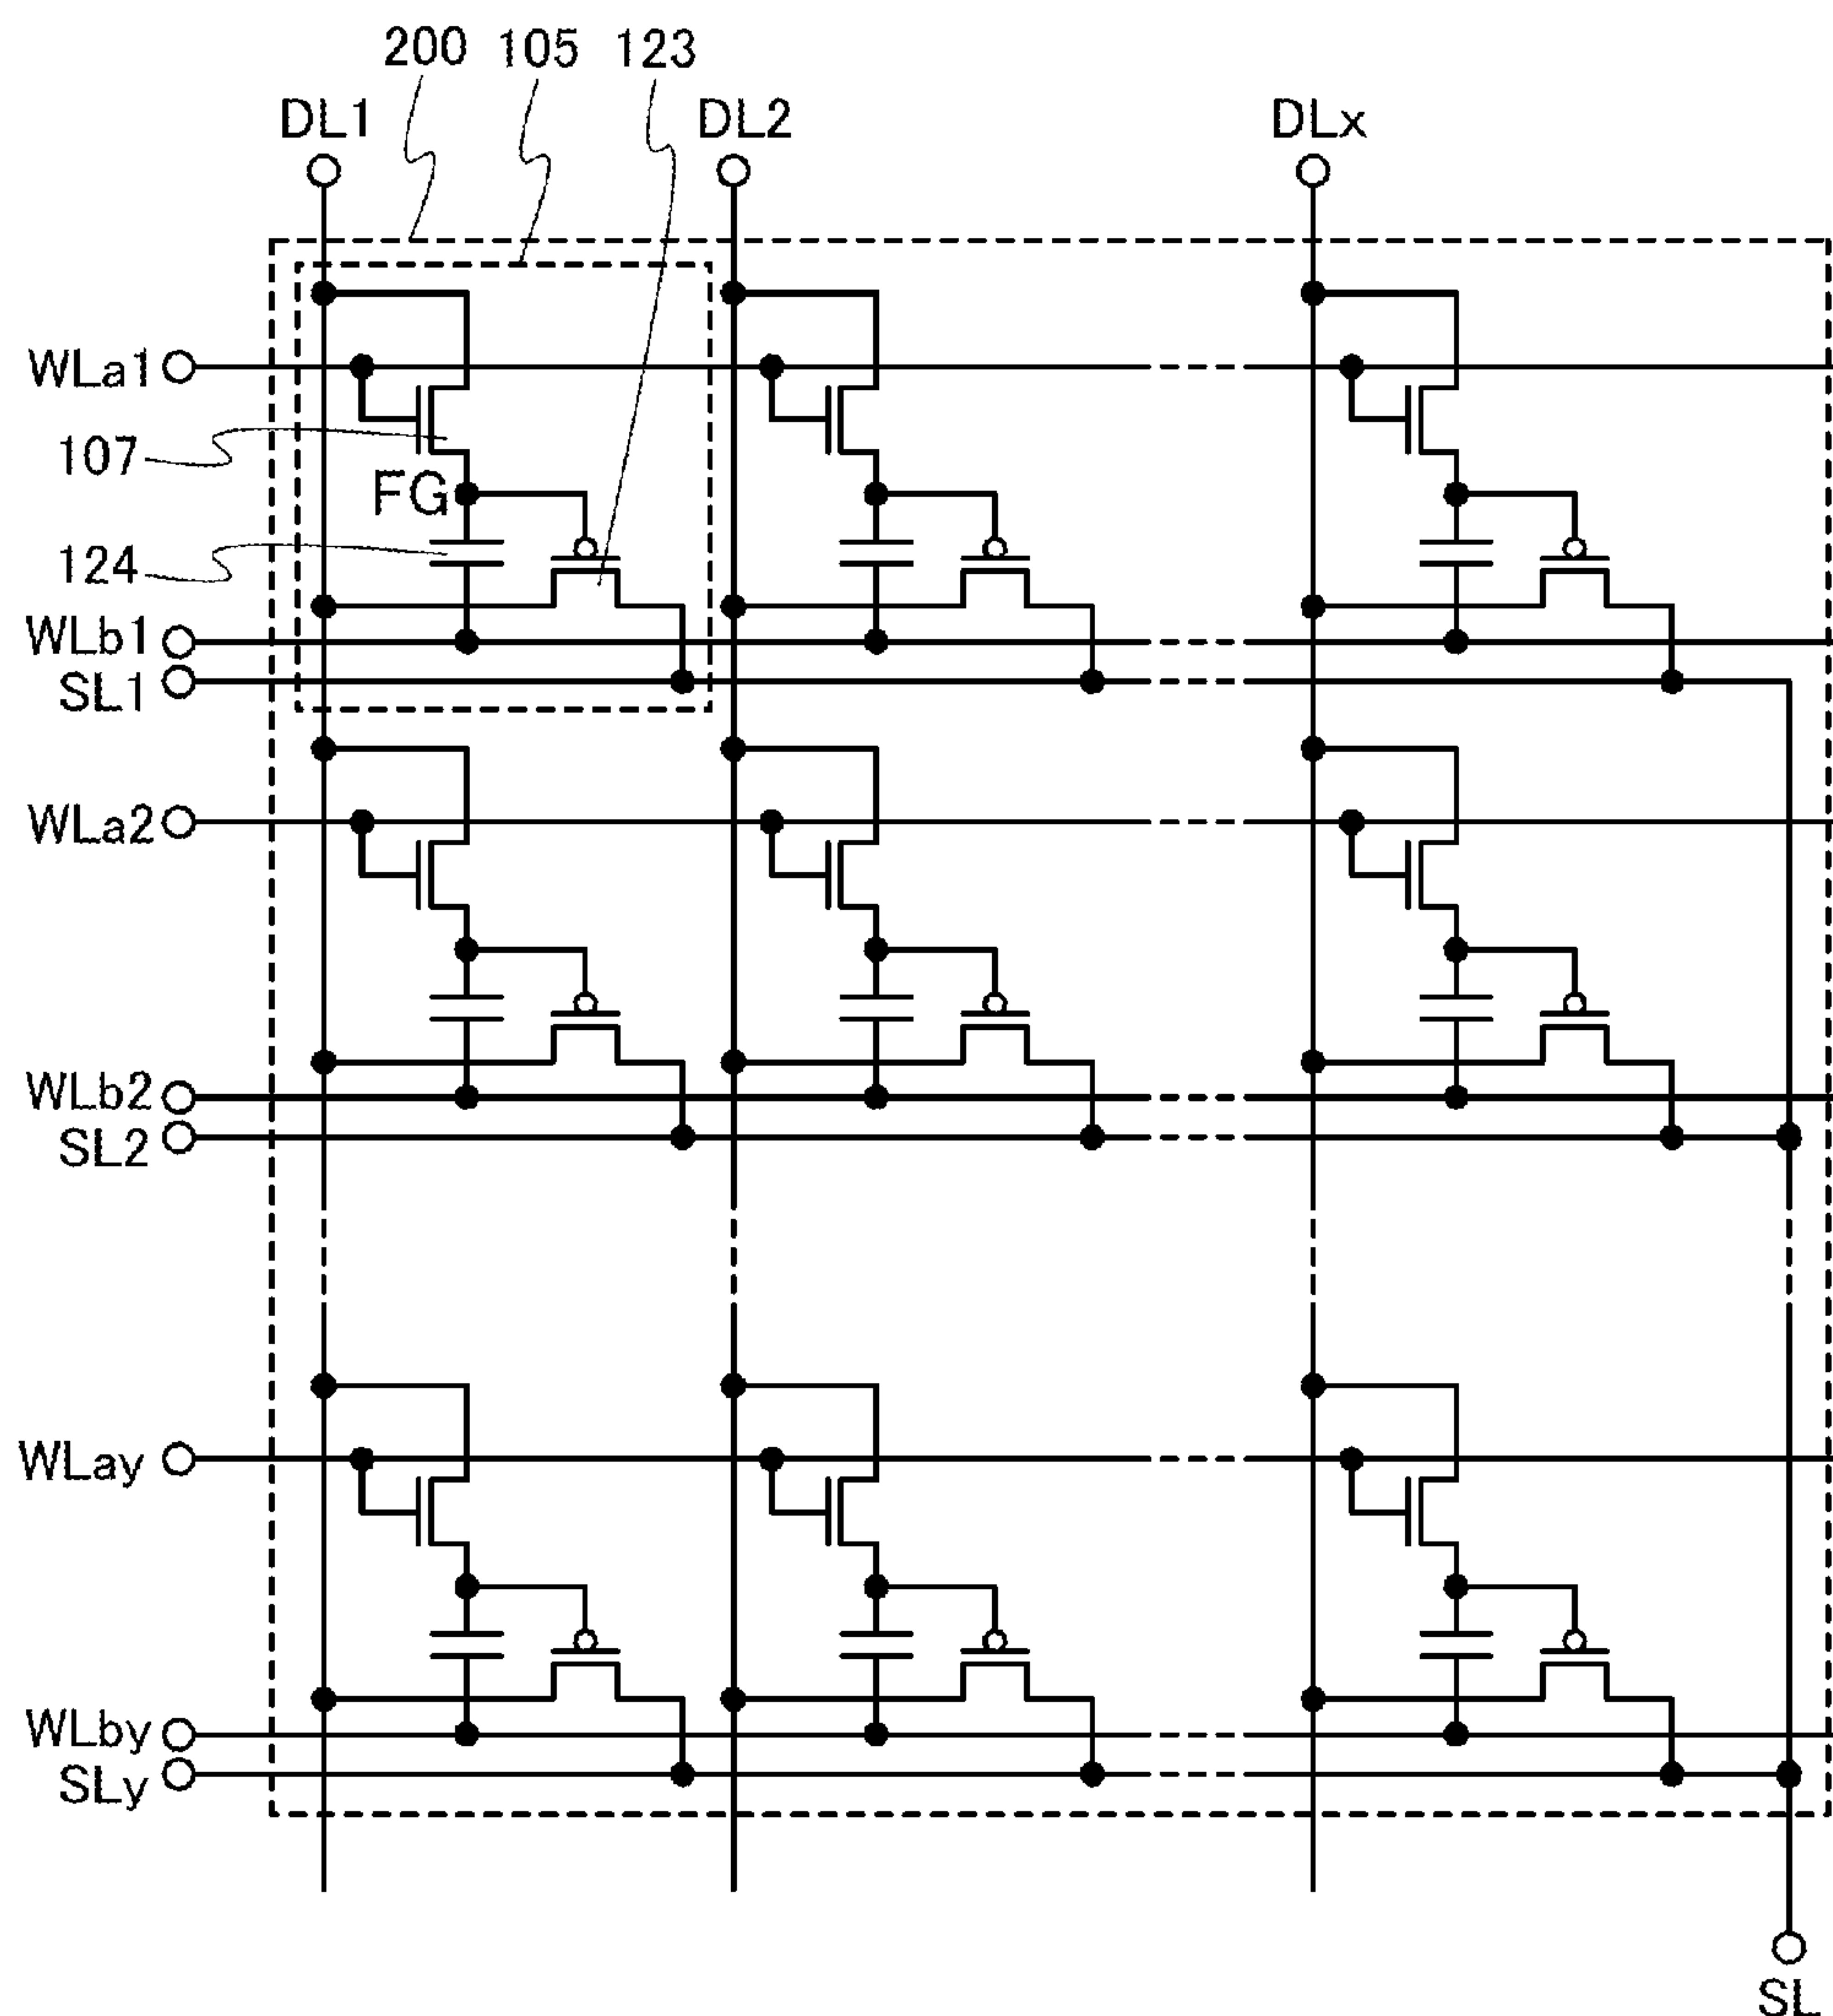 200 105 123
DL1 DL2 DLx
WLa1
107
FG
124
WLb1
SL1
WLa2
WLb2
SL2
WLay
WLby
SLy
SL